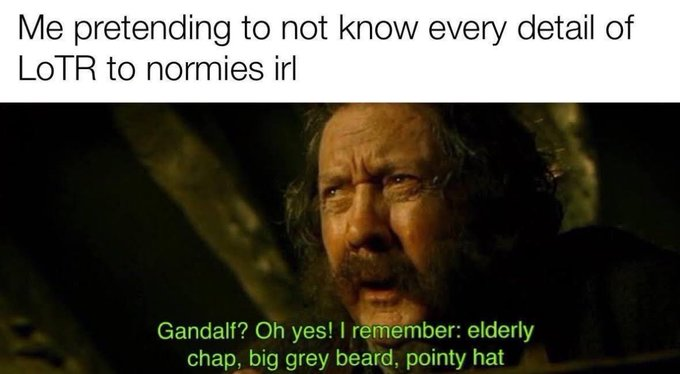 Me pretending to not know every detail of
LoTR to normies irl
Gandalf? Oh yes! I remember: elderly
chap, big grey beard, pointy hat